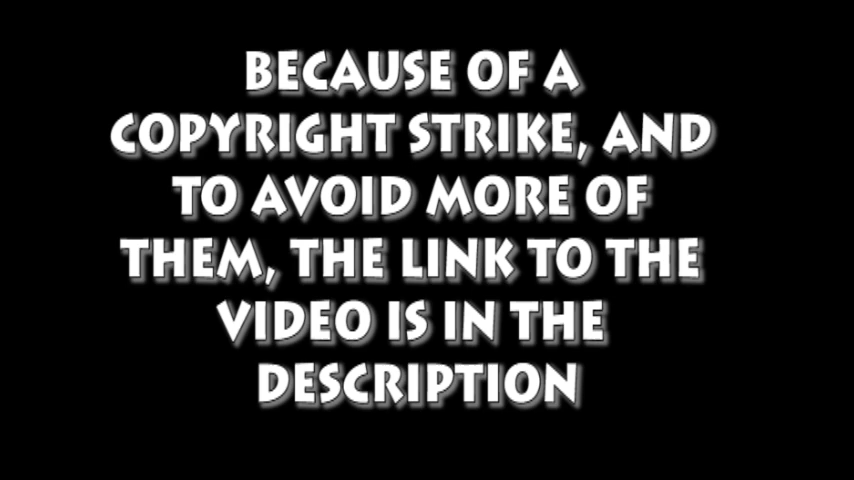 BECAUSE OF A
COPYRIGHT STRIKE, AND
TO AVOID MORE OF
THEM, THE LINK TO THE
VIDEO IS IN THE
DESCRIPTION